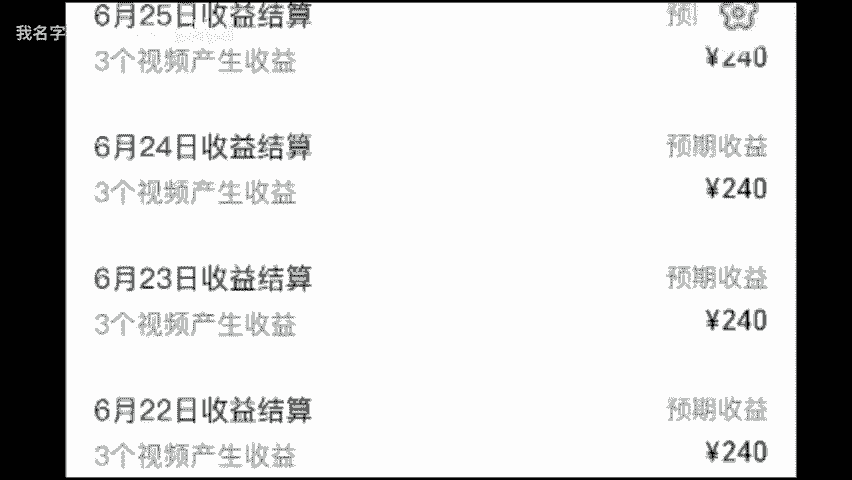 我名字
6月25日收益结算
3个视频产生收益
¥240
6月24日收益结算 预期收益
3个视频产生收益 ¥240
6月23日收益结算 预期收益
3个视频产生收益 ¥240
6月22日收益结算 预期收益
3个视频产生收益 ¥240